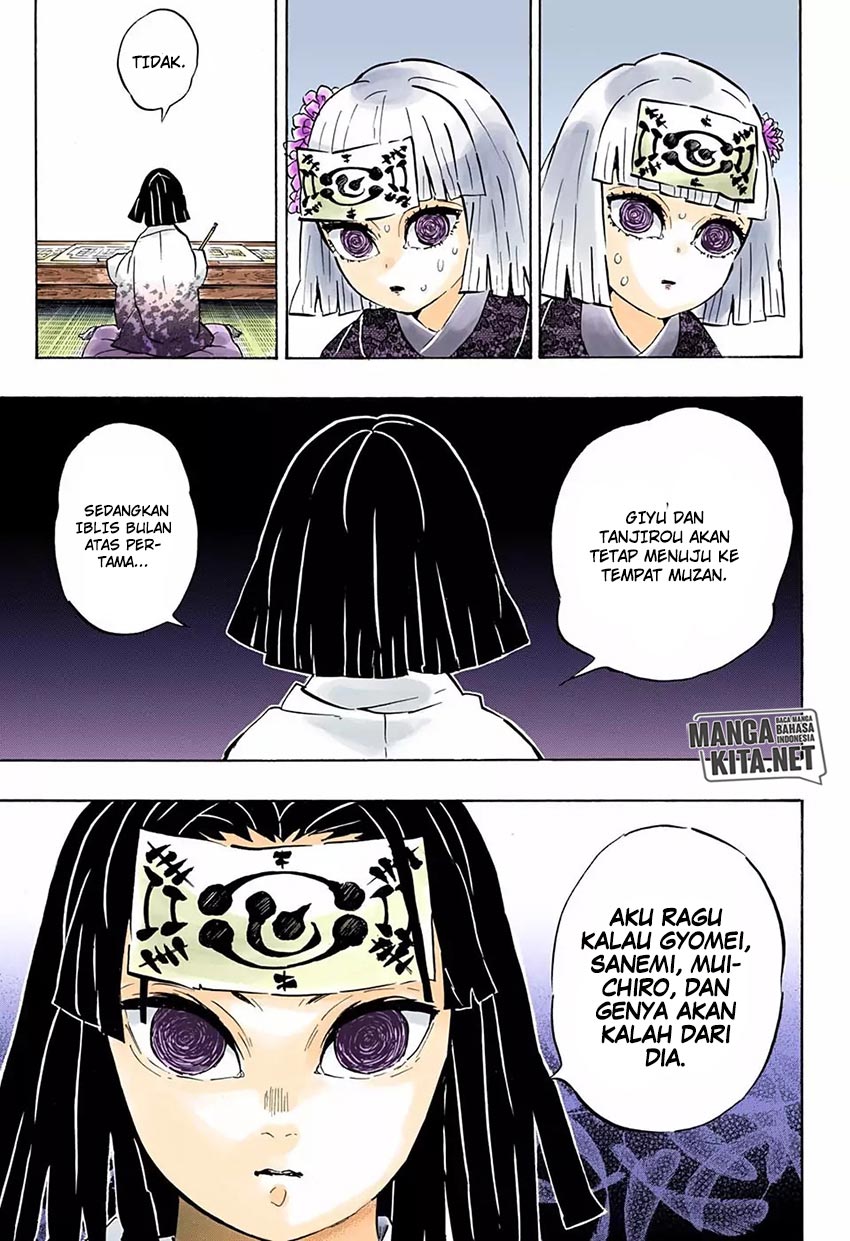 TIDAK.
GIYU DAN
TANJIROU AKAN
TETAP MENUJU KE
TEMPAT MUZAN.
SEDANGKAN
IBLIS BULAN
ATAS PER-
TAMA...
MANGA
KITA.NET
BACA MANGA
BAHASA
INDONESIA
AKU RAGU
KALAU GYOMEI,
SANEMI, MUI-
CHIRO, DAN
GENYA AKAN
KALAH DARI
DIA.